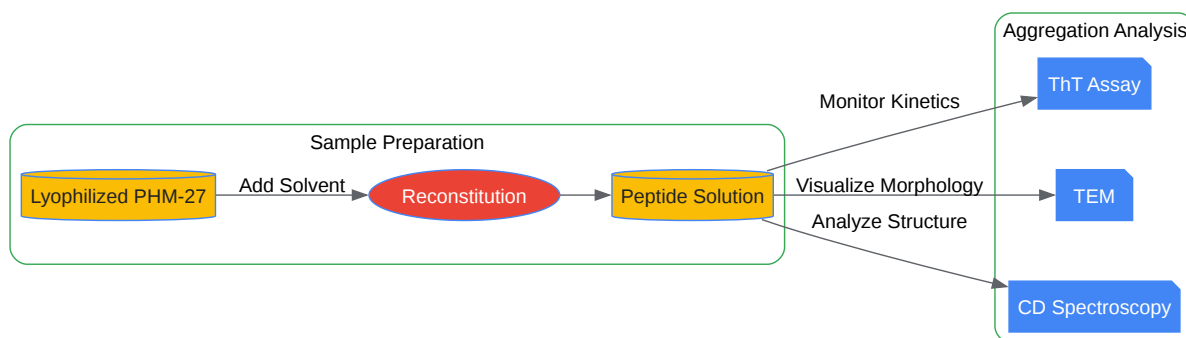 Aggregation Analysis
ThT Assay
Monitor Kinetics
Sample Preparation
Lyophilized PHM-27
Add Solvent
Reconstitution
Peptide Solution
Visualize Morphology
TEM
Analyze Structure
CD Spectroscopy